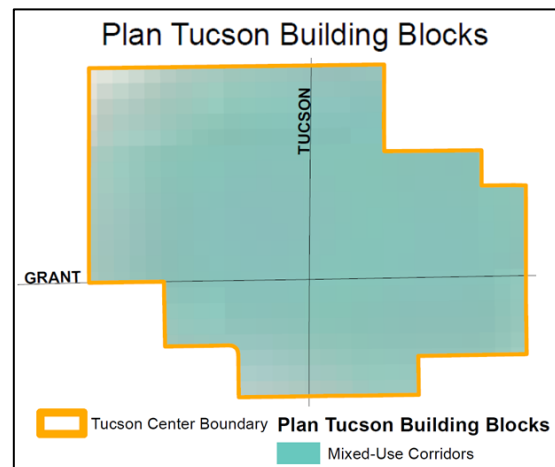 Plan Tucson Building Blocks
TUCSON
GRANT
Tucson Center Boundary
Plan Tucson Building Blocks
Mixed-Use Corridors